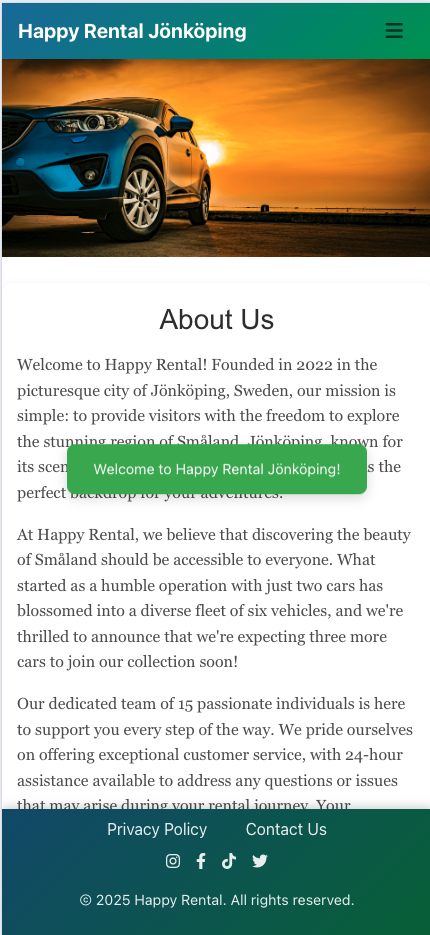 Happy Rental Jönköping
About Us
Welcome to Happy Rental! Founded in 2022 in the
picturesque city of Jönköping, Sweden, our mission is
simple: to provide visitors with the freedom to explore
the stunning region of Småland. Jönköping, known for
its s the
Welcome to Happy Rental Jönköping!
perfect backdrop for your adventures.
At Happy Rental, we believe that discovering the beauty
of Småland should be accessible to everyone. What
started as a humble operation with just two cars has
blossomed into a diverse fleet of six vehicles, and we're
thrilled to announce that we're expecting three more
cars to join our collection soon!
Our dedicated team of 15 passionate individuals is here
to support you every step of the way. We pride ourselves
on offering exceptional customer service, with 24-hour
assistance available to address any questions or issues
that may arise during your rental journey. Your
Privacy Policy Contact Us
© 2025 Happy Rental. All rights reserved.